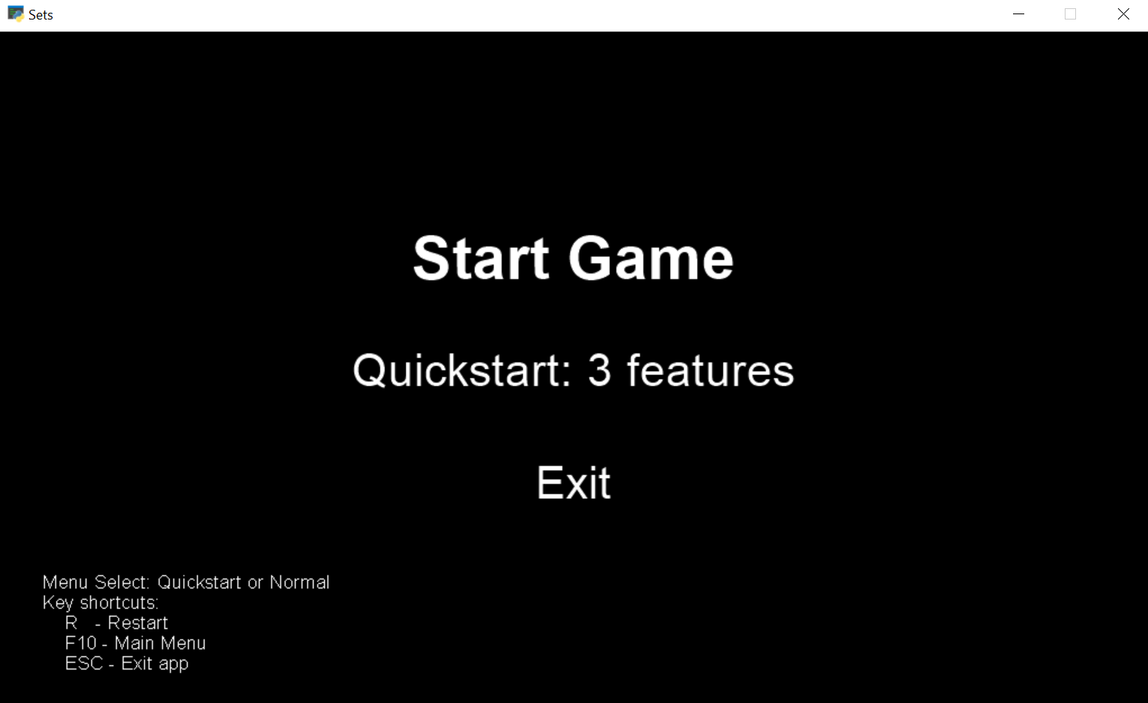 Sets
Start Game
Quickstart: 3 features
Exit
Menu Select: Quickstart or Normal
Key shortcuts:
R - Restart
F10 - Main Menu
ESC - Exit app